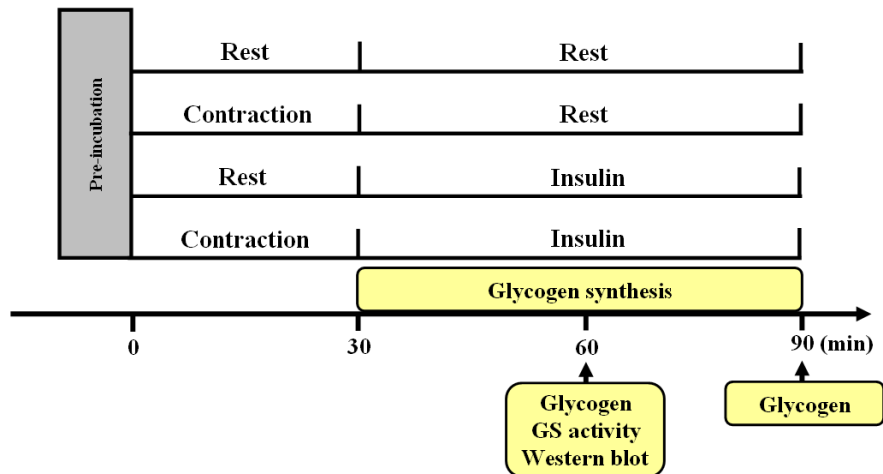 Pre-incubation
Rest Rest
Contraction Rest
Rest Insulin
Contraction Insulin
Glycogen synthesis
0 30 60 90 (min)
Glycogen
GS activity
Western blot
Glycogen